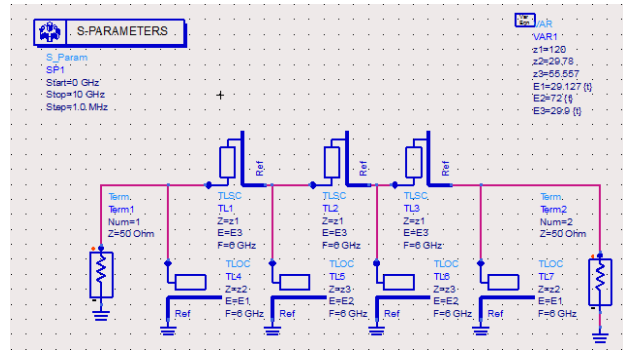 S-PARAMETERS
S_Param
SP1
Start=0 GHz
Stop=10 GHz
Step=1.0 MHz
Var
Eqn
VAR
VAR1
z1=120
z2=29.78
z3=55.557
E1=29.127 {t}
E2=72 {t}
E3=29.9 {t}
Term
Term1
Num=1
Z=50 Ohm
Ref
TLSC
TL1
Z=z1
E=E3
F=6 GHz
Ref
TLSC
TL2
Z=z1
E=E3
F=6 GHz
Ref
TLSC
TL3
Z=z1
E=E3
F=6 GHz
Term
Term2
Num=2
Z=50 Ohm
Ref
TLOC
TL4
Z=z2
E=E1
F=6 GHz
Ref
TLOC
TL5
Z=z3
E=E2
F=6 GHz
Ref
TLOC
TL6
Z=z3
E=E2
F=6 GHz
Ref
TLOC
TL7
Z=z2
E=E1
F=6 GHz